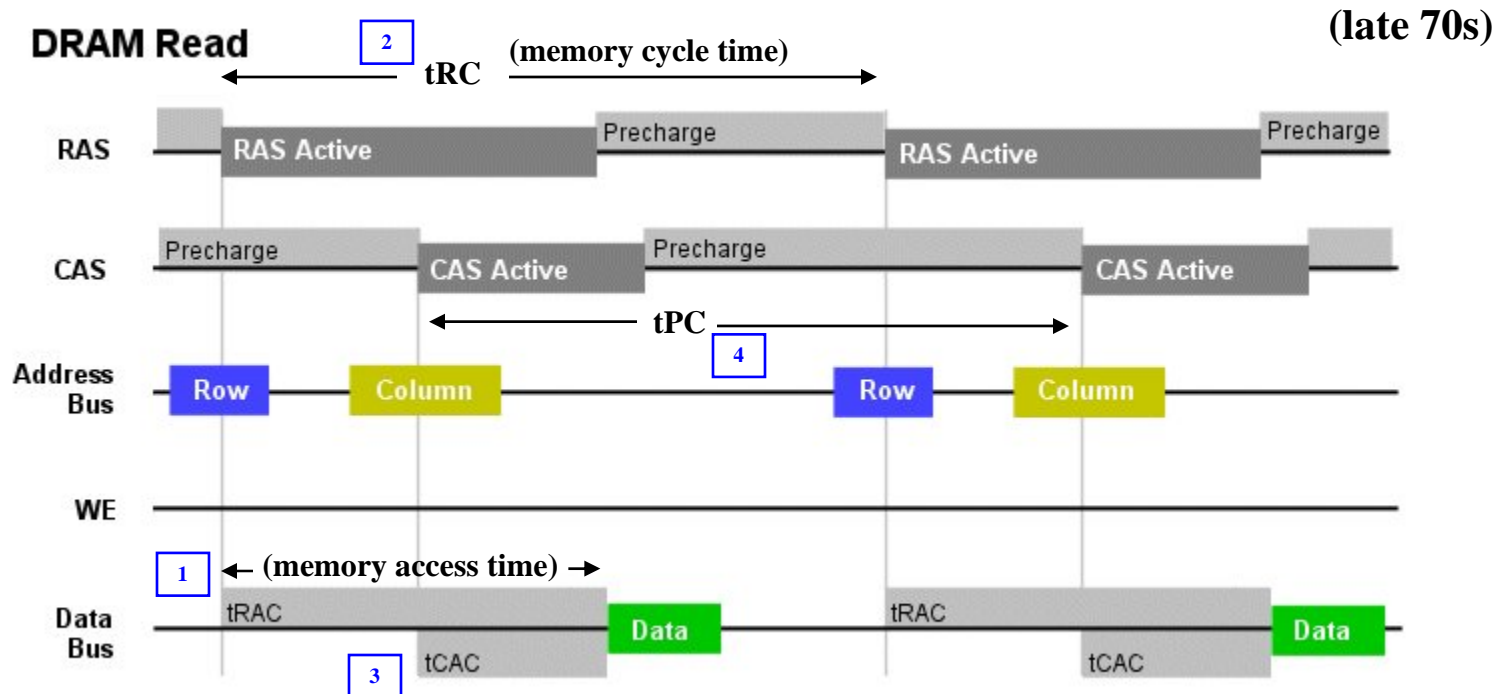 (late 70s)
DRAM Read
2
tRC (memory cycle time)
RAS
RAS Active
Precharge
RAS Active
Precharge
CAS
Precharge
CAS Active
Precharge
CAS Active
tPC
4
Address
Bus
Row
Column
Row
Column
WE
1
(memory access time)
Data
Bus
tRAC
Data
tRAC
Data
3
tCAC
tCAC